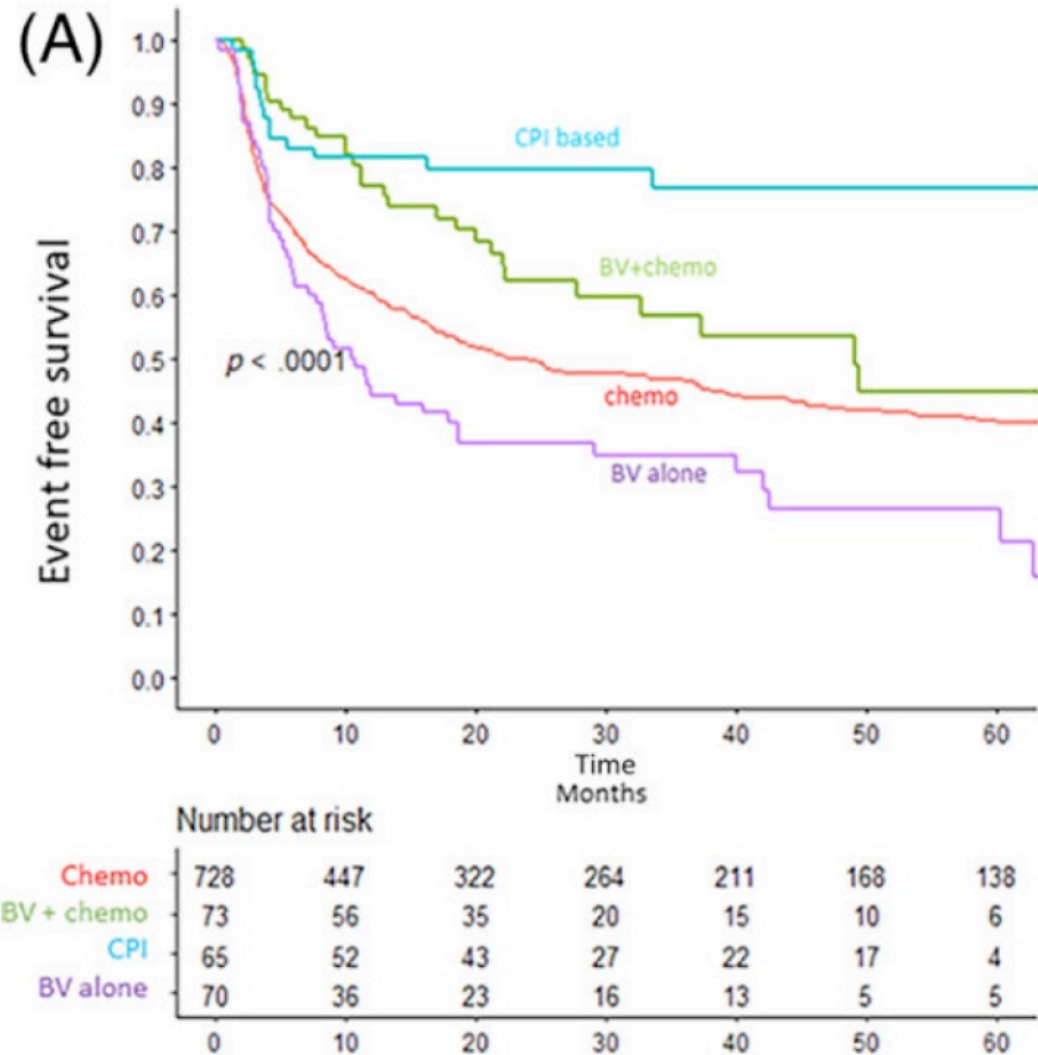 (A)
Event free survival
1.0
0.9
0.8
0.7
0.6
0.5
0.4
0.3
0.2
0.1
0.0
CPI based
BV+chemo
p < .0001
chemo
BV alone
0 10 20 30 40 50 60
Time
Months
Number at risk
Chemo 728 447 322 264 211 168 138
BV + chemo 73 56 35 20 15 10 6
CPI 65 52 43 27 22 17 4
BV alone 70 36 23 16 13 5 5
0 10 20 30 40 50 60